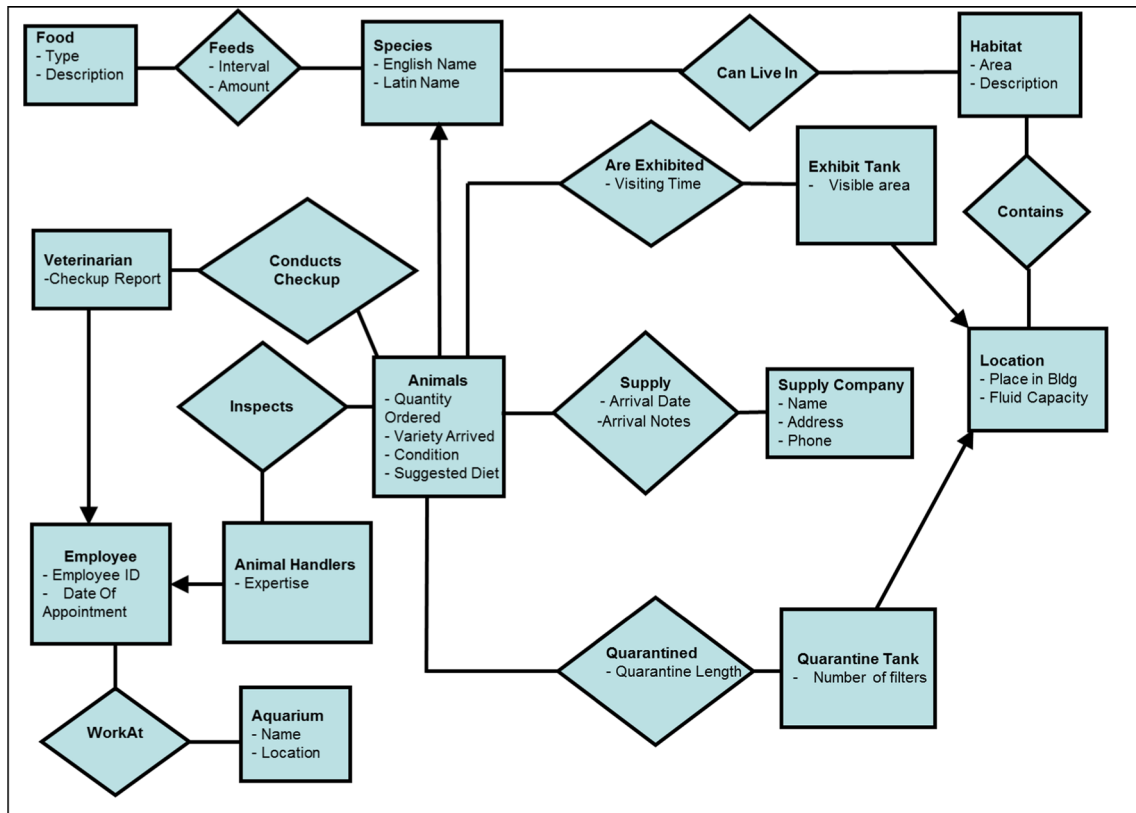 Food
- Type
- Description
Feeds
- Interval
- Amount
Species
- English Name
- Latin Name
Can Live In
Habitat
- Area
- Description
Are Exhibited
- Visiting Time
Exhibit Tank
- Visible area
Contains
Veterinarian
-Checkup Report
Conducts
Checkup
Inspects
Animals
- Quantity
Ordered
- Variety Arrived
- Condition
- Suggested Diet
Supply
- Arrival Date
-Arrival Notes
Supply Company
- Name
- Address
- Phone
Location
- Place in Bldg
- Fluid Capacity
Employee
- Employee ID
- Date Of
Appointment
Animal Handlers
- Expertise
Quarantined
- Quarantine Length
Quarantine Tank
- Number of filters
WorkAt
Aquarium
- Name
- Location